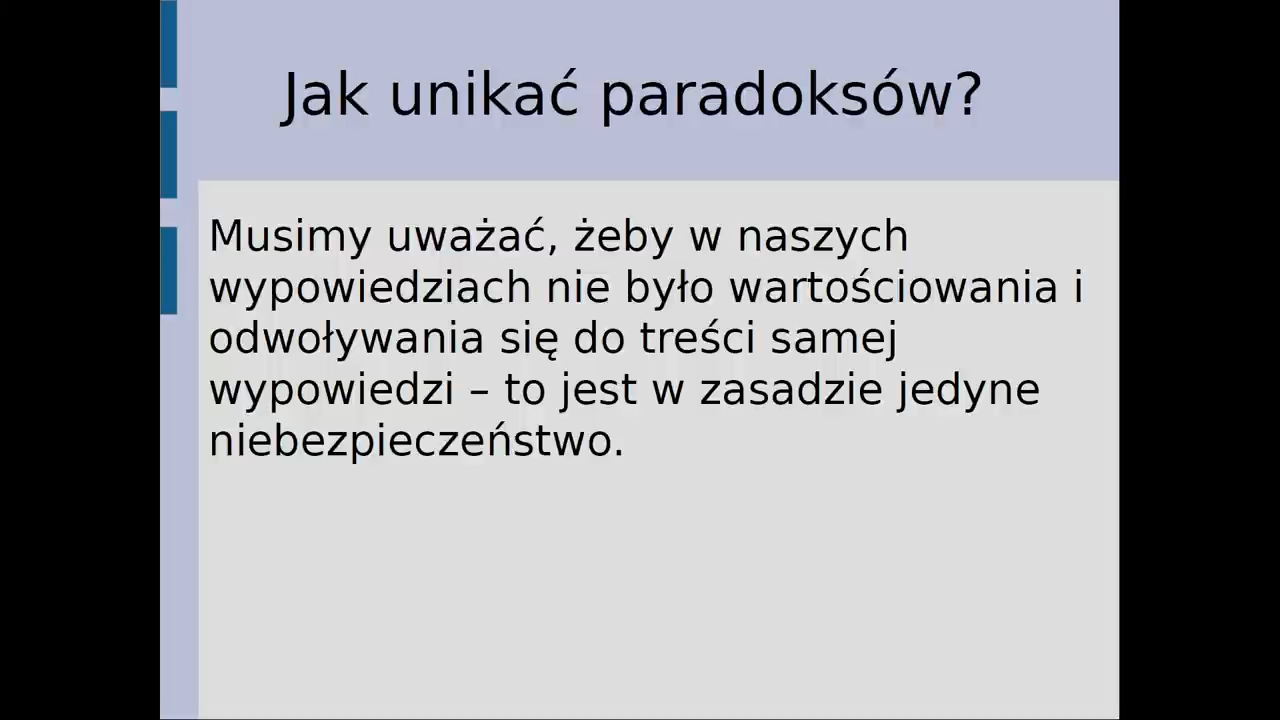 Jak unikać paradoksów?
Musimy uważać, żeby w naszych
wypowiedziach nie było wartościowania i
odwoływania się do treści samej
wypowiedzi – to jest w zasadzie jedyne
niebezpieczeństwo.